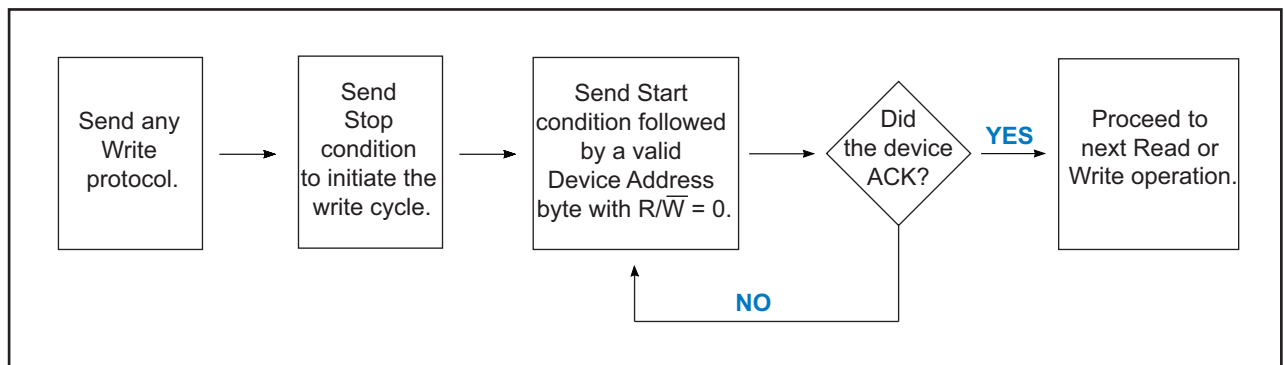 Send any
Write
protocol.
Send
Stop
condition
to initiate the
write cycle.
Send Start
condition followed
by a valid
Device Address
byte with R/W̅ = 0.
Did
the device
ACK?
YES
Proceed to
next Read or
Write operation.
NO